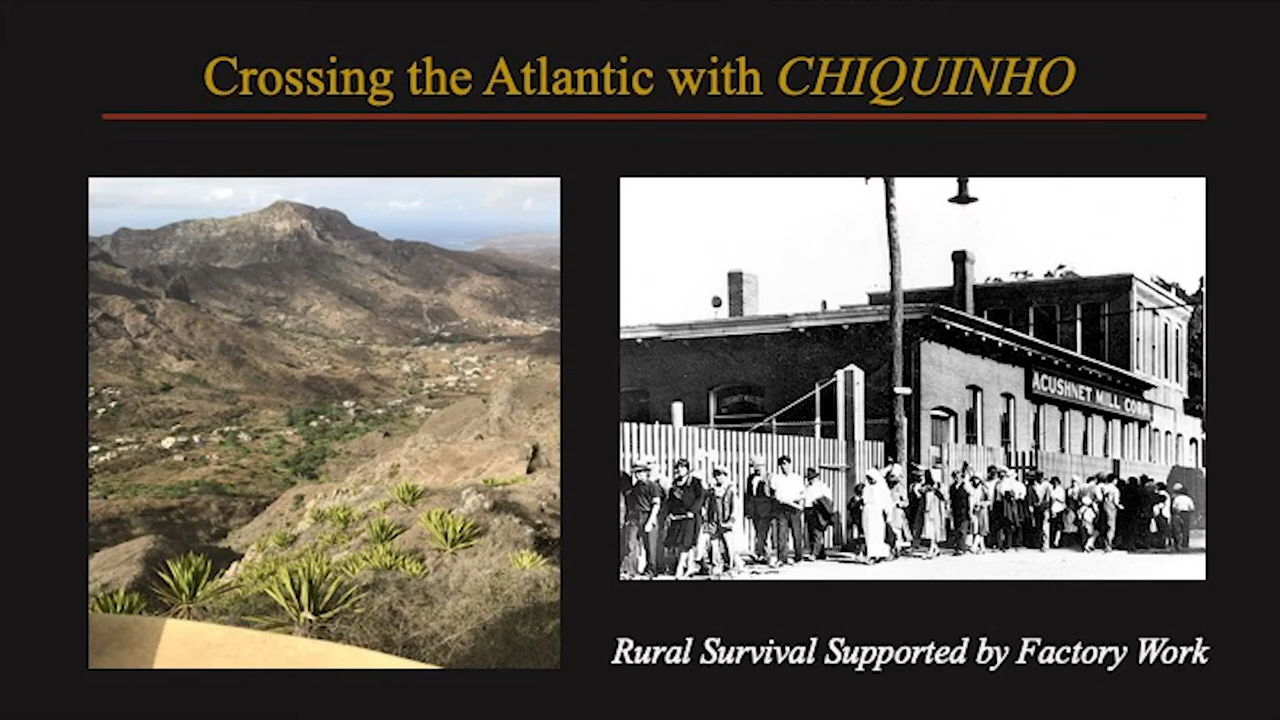 Crossing the Atlantic with CHIQUINHO
ACUSHNET MILL CORP.
Rural Survival Supported by Factory Work